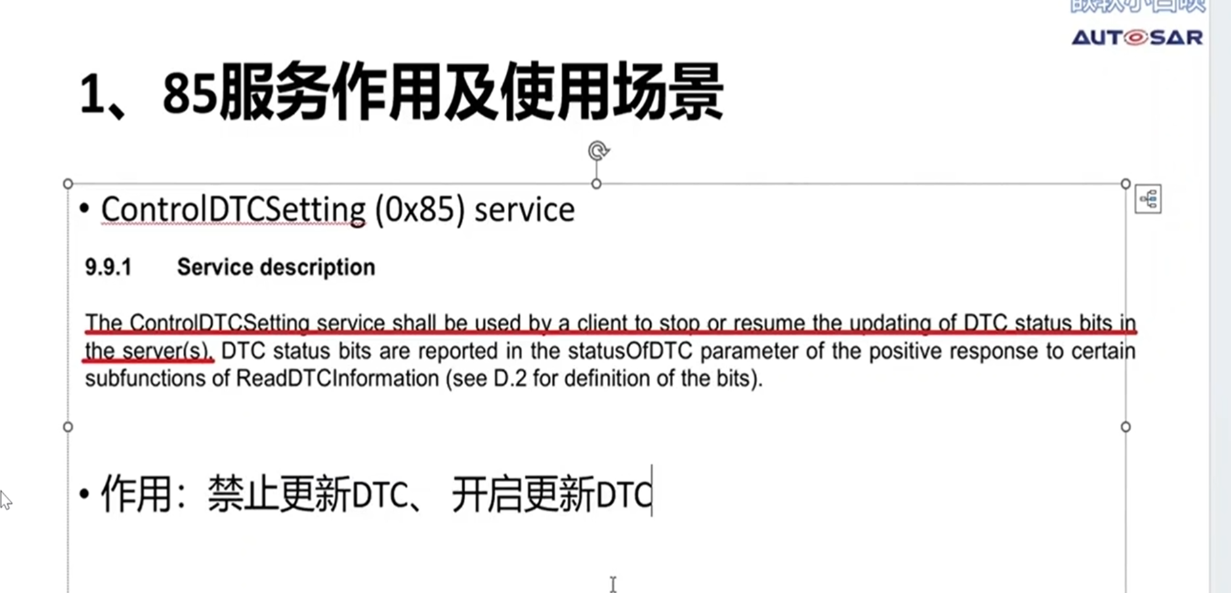 AUTOSAR
1、85服务作用及使用场景
• ControlDTCSetting (0x85) service
9.9.1 Service description
The ControlDTCSetting service shall be used by a client to stop or resume the updating of DTC status bits in
the server(s). DTC status bits are reported in the statusOfDTC parameter of the positive response to certain
subfunctions of ReadDTCInformation (see D.2 for definition of the bits).
• 作用：禁止更新DTC、 开启更新DTC